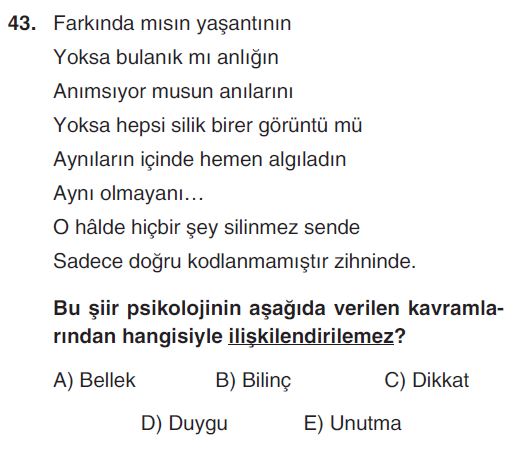 43. Farkında mısın yaşantının
Yoksa bulanık mı anlığın
Anımsıyor musun anılarını
Yoksa hepsi silik birer görüntü mü
Aynıların içinde hemen algıladın
Aynı olmayanı...
O hâlde hiçbir şey silinmez sende
Sadece doğru kodlanmamıştır zihninde.
Bu şiir psikolojinin aşağıda verilen kavramla-
rından hangisiyle ilişkilendirilemez?
A) Bellek B) Bilinç C) Dikkat
D) Duygu E) Unutma